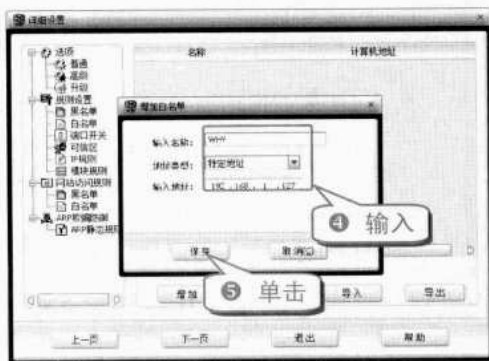 详细设置
名称 计算机地址
选项
普通
高级
升级
规则设置
黑名单
白名单
端口开关
可信区
IP规则
模块规则
网站访问规则
黑名单
白名单
ARP欺骗防御
ARP静态规则
增加白名单
输入名称:
地址类型: 特定地址
输入地址: 192 .168. 1 .127
④ 输入
保存 取消(C)
⑤ 单击
增加 导入 导出
上一页 下一页 退出 帮助